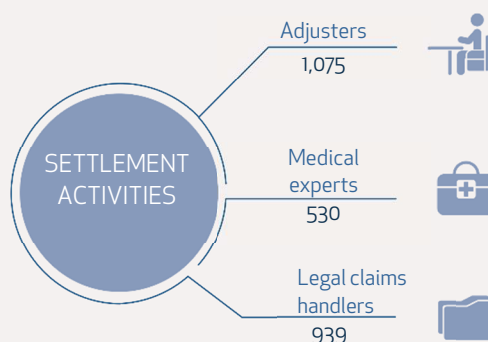 Adjusters
1,075
SETTLEMENT
ACTIVITIES
Medical
experts
530
Legal claims
handlers
939